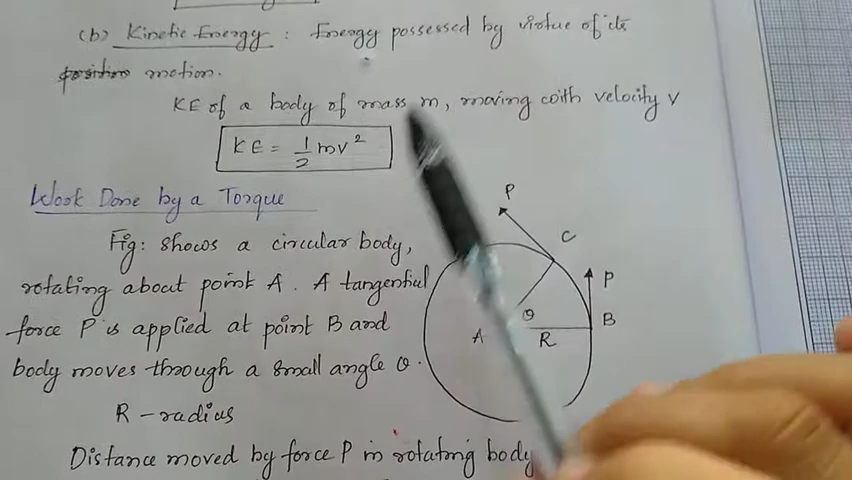 (b) Kinetic Energy : Energy possessed by virtue of its
position motion.
KE of a body of mass m, moving with velocity v
KE = 1/2 mv²
Work Done by a Torque
Fig: shows a circular body,
rotating about point A. A tangential
force P is applied at point B and
body moves through a small angle θ.
R - radius
Distance moved by force P in rotating body
P
C
P
θ
B
A
R